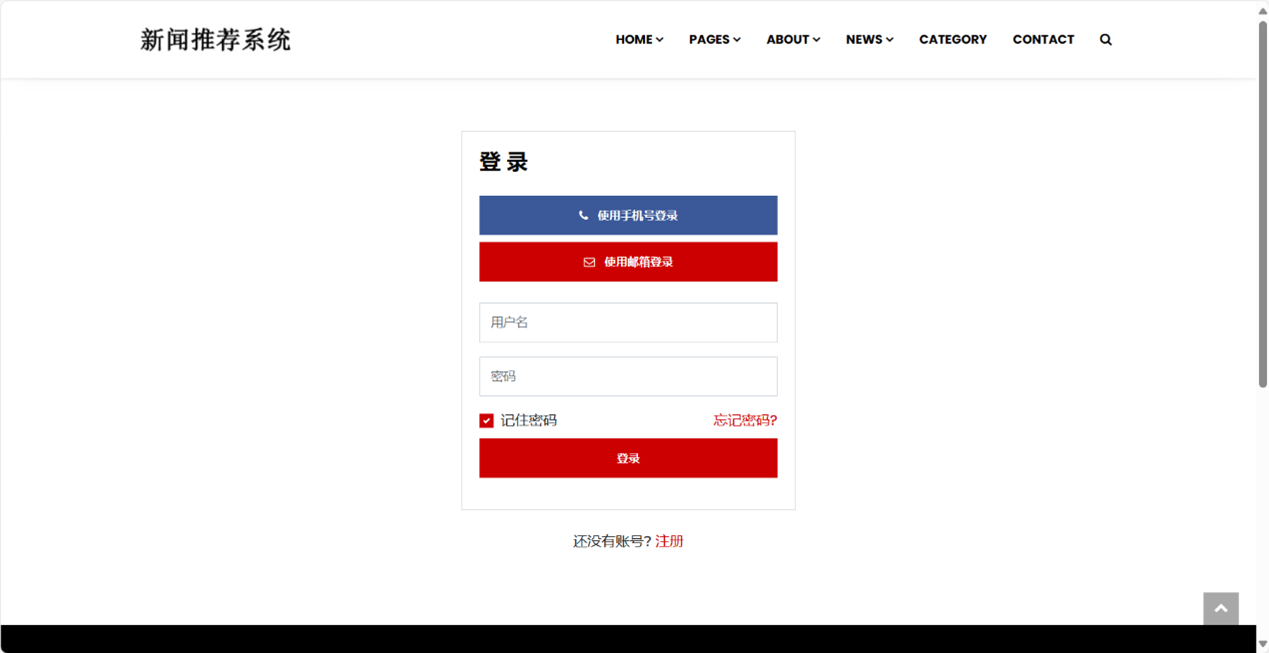 新闻推荐系统
HOME PAGES ABOUT NEWS CATEGORY CONTACT
登 录
使用手机号登录
使用邮箱登录
用户名
密码
记住密码 忘记密码?
登录
还没有账号? 注册